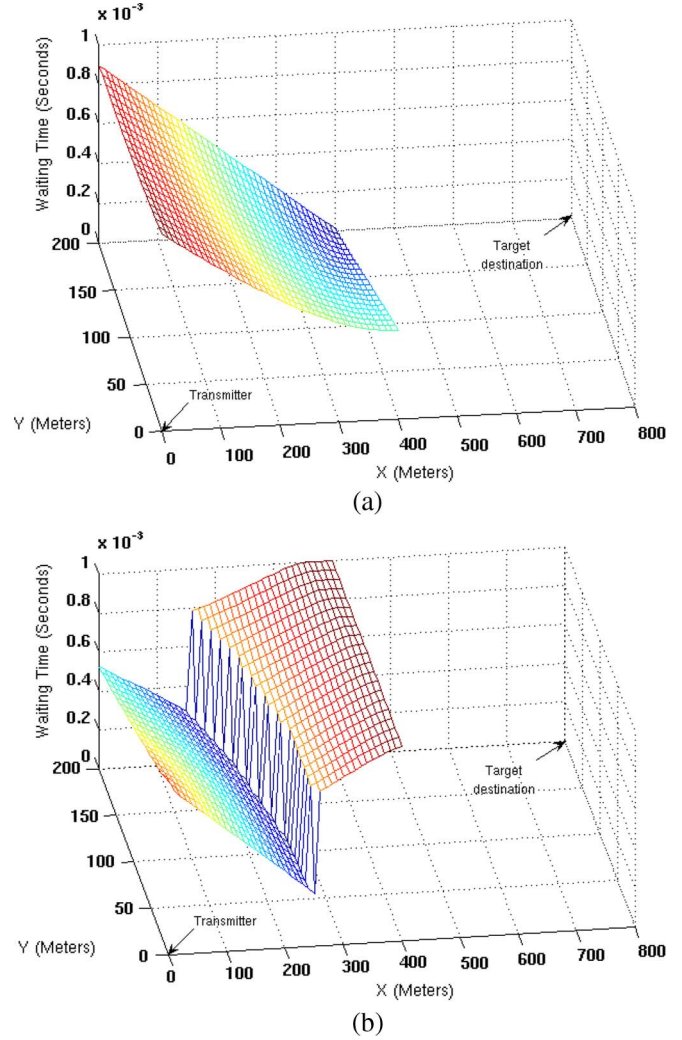 x 10⁻³
1
0.8
0.6
0.4
0.2
0
Waiting Time (Seconds)
200
150
100
50
0
Y (Meters)
Transmitter
Target
destination
0 100 200 300 400 500 600 700 800
X (Meters)
(a)
x 10⁻³
1
0.8
0.6
0.4
0.2
0
Waiting Time (Seconds)
200
150
100
50
0
Y (Meters)
Transmitter
Target
destination
0 100 200 300 400 500 600 700 800
X (Meters)
(b)